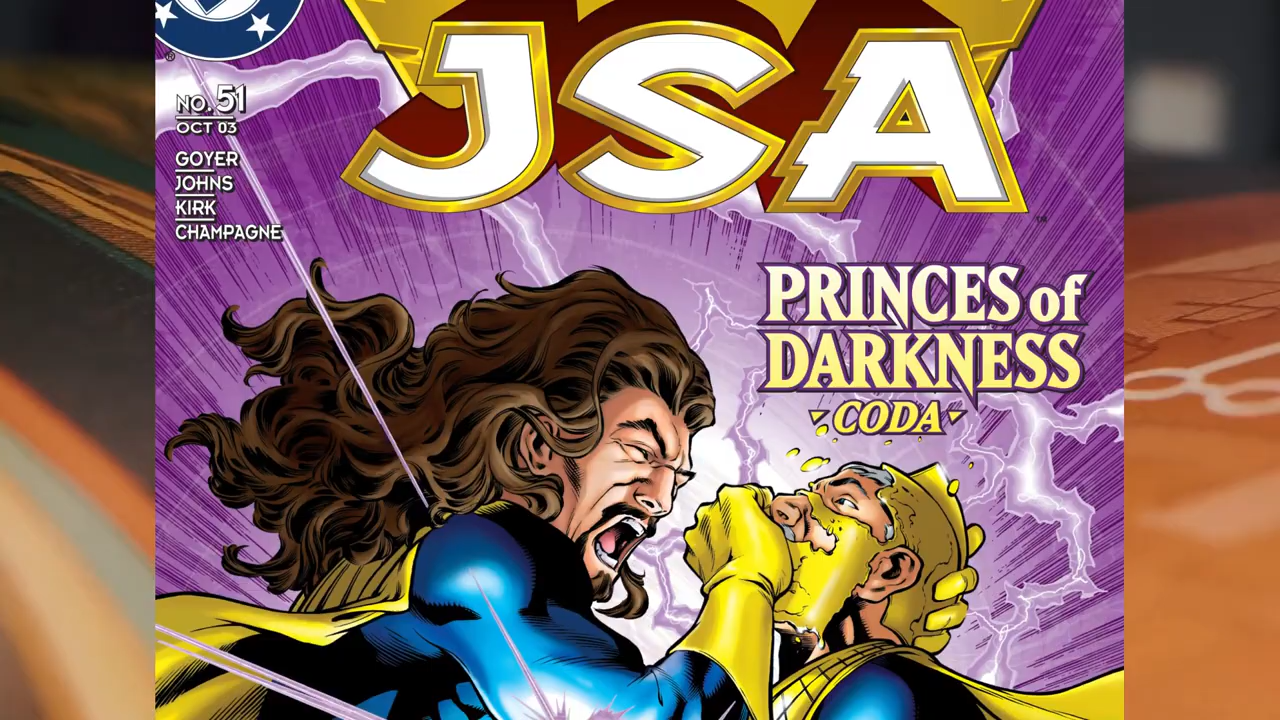 JSA
NO. 51
OCT 03
GOYER
JOHNS
KIRK
CHAMPAGNE
PRINCES of
DARKNESS
CODA